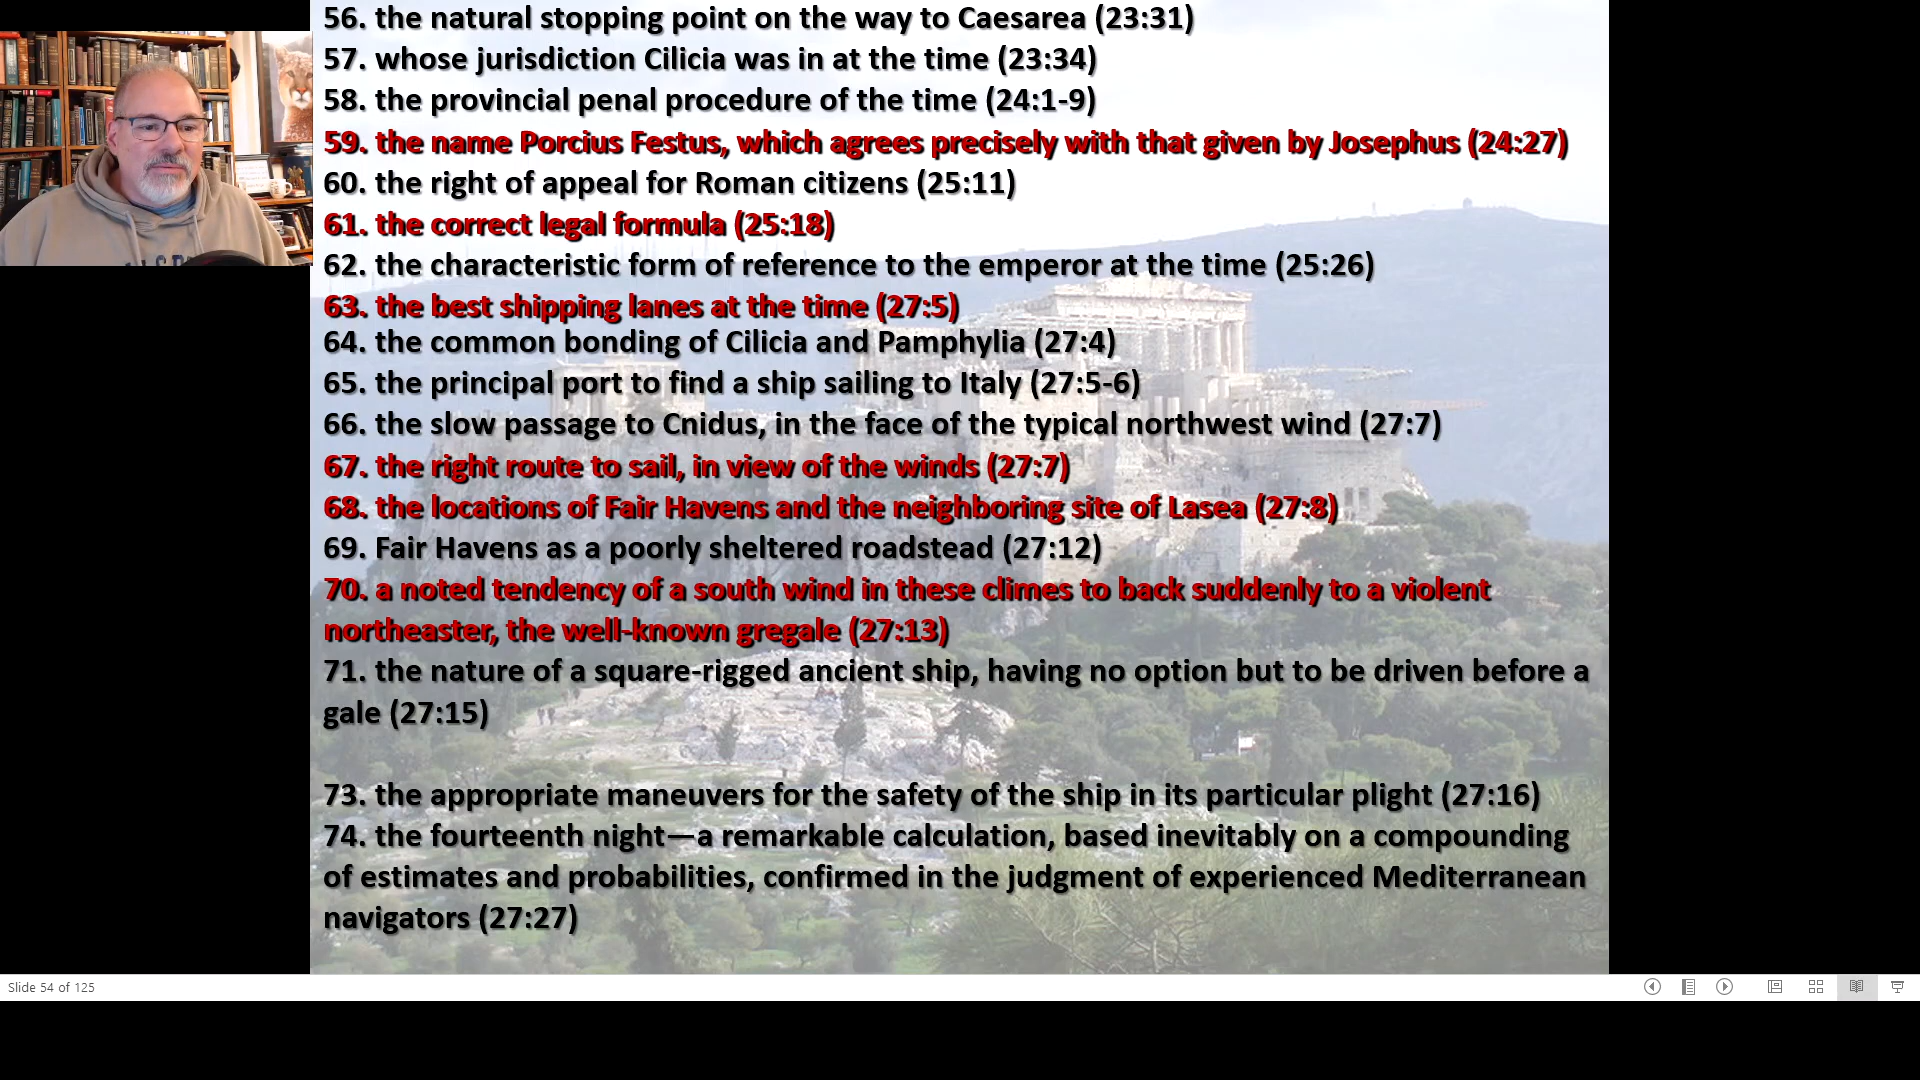 56. the natural stopping point on the way to Caesarea (23:31)
57. whose jurisdiction Cilicia was in at the time (23:34)
58. the provincial penal procedure of the time (24:1-9)
59. the name Porcius Festus, which agrees precisely with that given by Josephus (24:27)
60. the right of appeal for Roman citizens (25:11)
61. the correct legal formula (25:18)
62. the characteristic form of reference to the emperor at the time (25:26)
63. the best shipping lanes at the time (27:5)
64. the common bonding of Cilicia and Pamphylia (27:4)
65. the principal port to find a ship sailing to Italy (27:5-6)
66. the slow passage to Cnidus, in the face of the typical northwest wind (27:7)
67. the right route to sail, in view of the winds (27:7)
68. the locations of Fair Havens and the neighboring site of Lasea (27:8)
69. Fair Havens as a poorly sheltered roadstead (27:12)
70. a noted tendency of a south wind in these climes to back suddenly to a violent
northeaster, the well-known gregale (27:13)
71. the nature of a square-rigged ancient ship, having no option but to be driven before a
gale (27:15)
73. the appropriate maneuvers for the safety of the ship in its particular plight (27:16)
74. the fourteenth night—a remarkable calculation, based inevitably on a compounding
of estimates and probabilities, confirmed in the judgment of experienced Mediterranean
navigators (27:27)
Slide 54 of 125